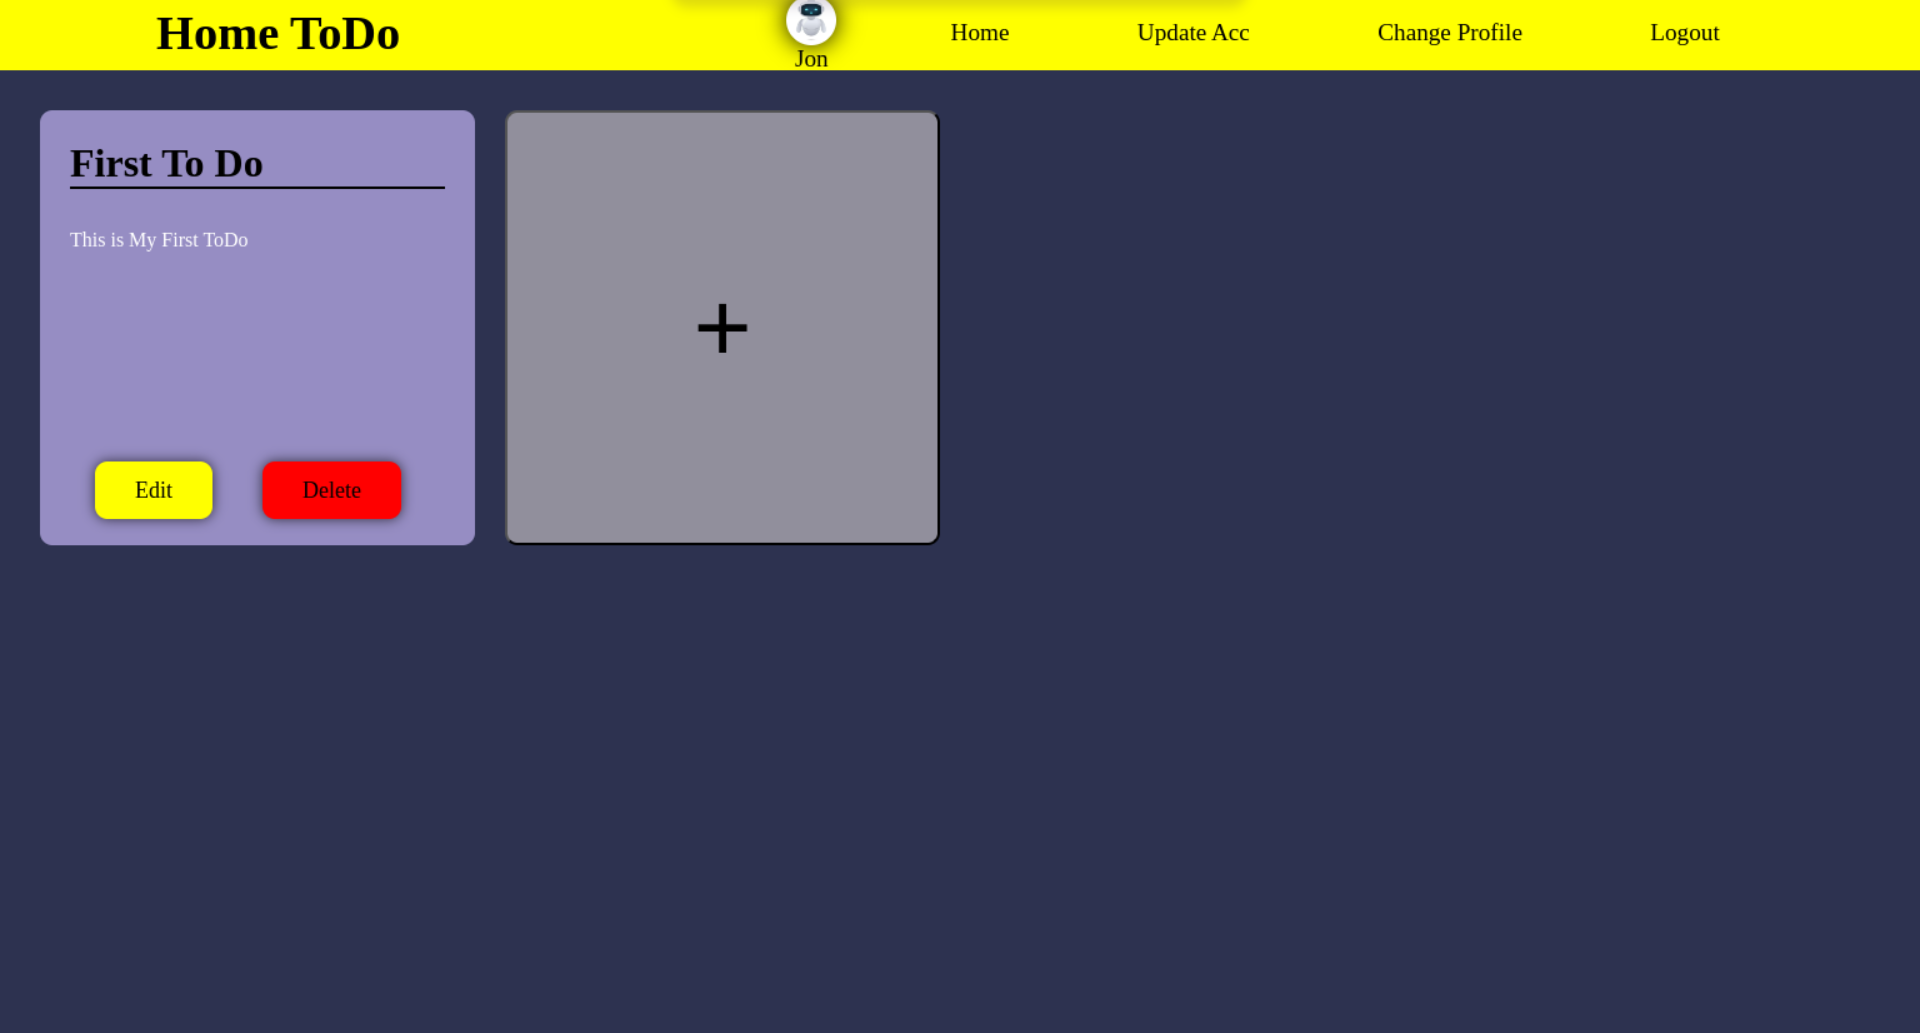 Home ToDo
Jon
Home
Update Acc
Change Profile
Logout
First To Do
This is My First ToDo
Edit
Delete
+